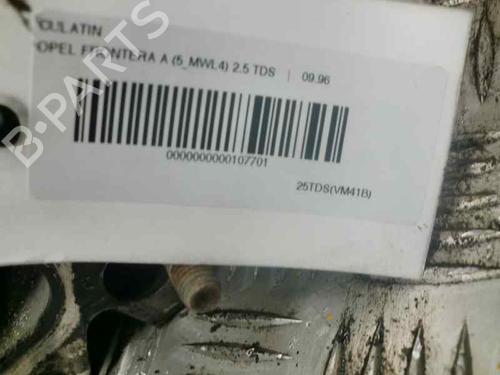 CULATIN
OPEL FRONTERA A (5_MWL4) 2.5 TDS | 09.96
0000000000107701
25TDS(VM41B)
B-PARTS